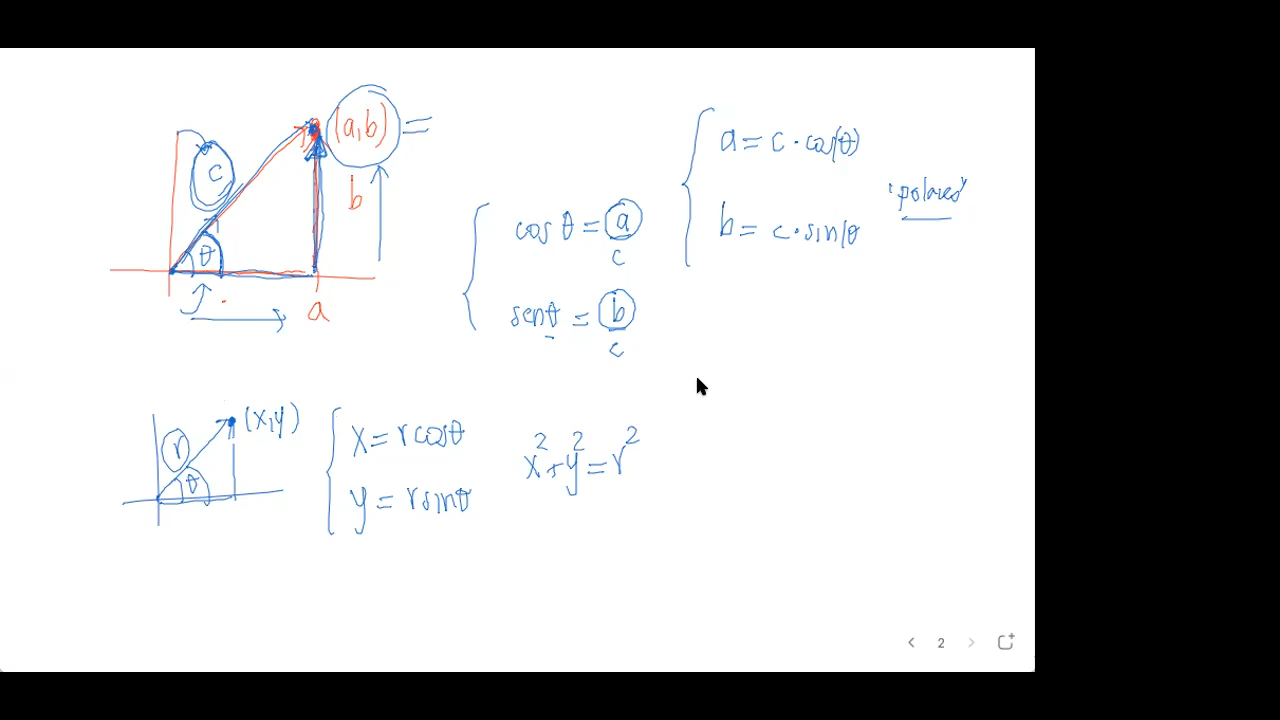 (a,b) =
c
b
θ
a
cos θ = a/c
sen θ = b/c
a = c · cos(θ)
b = c · sin(θ
"polares"
(x,y)
r
θ
x = r cos θ
y = r sin θ
x² + y² = r²
2